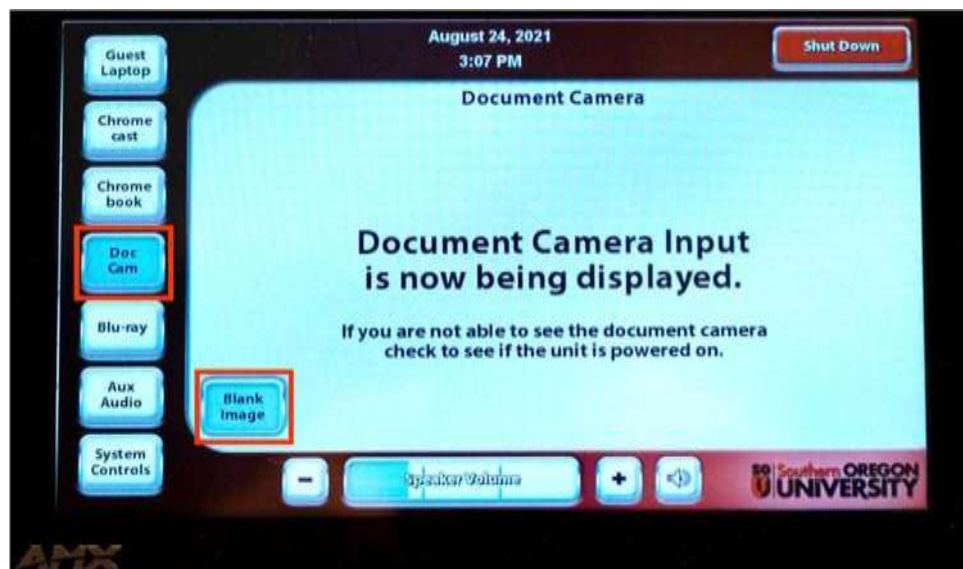 August 24, 2021
3:07 PM
Shut Down
Guest
Laptop
Chrome
cast
Chrome
book
Doc
Cam
Blu-ray
Aux
Audio
System
Controls
Document Camera
Document Camera Input
is now being displayed.
If you are not able to see the document camera
check to see if the unit is powered on.
Blank
Image
-
Speaker Volume
+
SO Southern OREGON
U UNIVERSITY
AMX